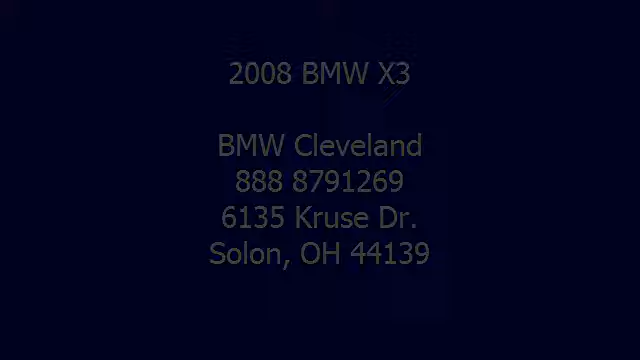 2008 BMW X3
BMW Cleveland
888 8791269
6135 Kruse Dr.
Solon, OH 44139